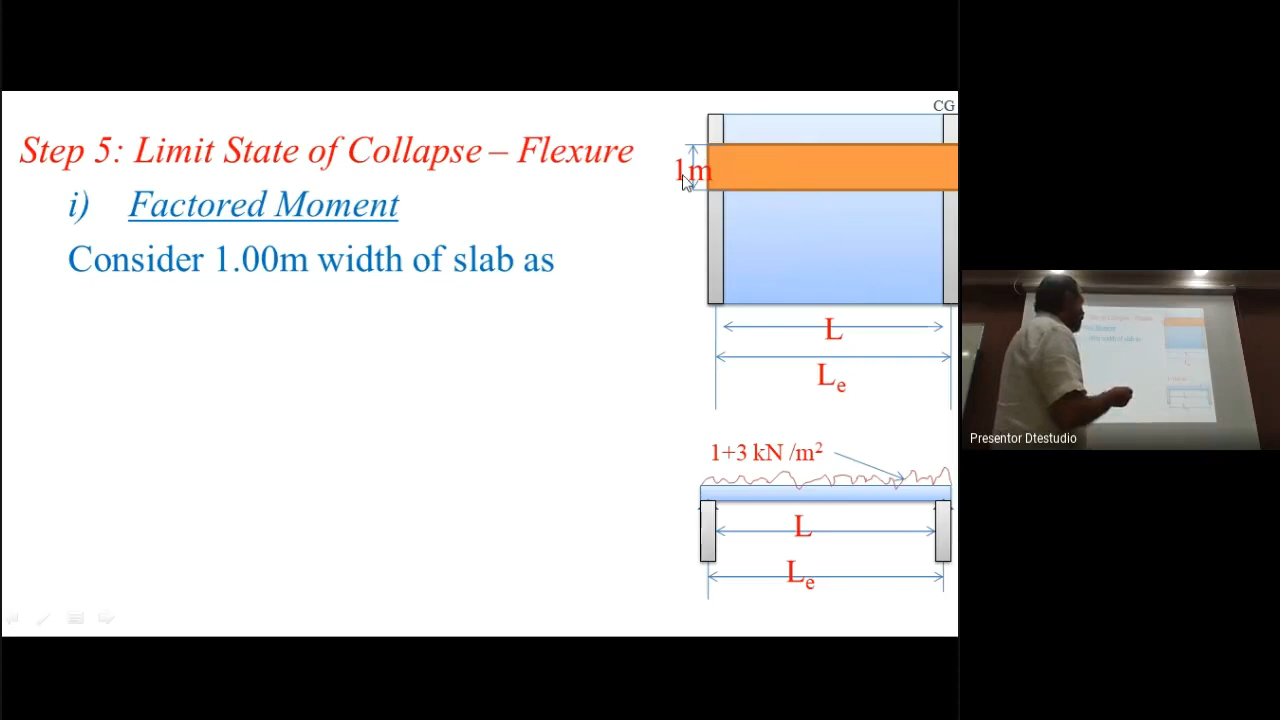 CG
Step 5: Limit State of Collapse – Flexure
i) Factored Moment
Consider 1.00m width of slab as
1m
L
Le
1+3 kN /m²
L
Le
Presentor Dtestudio